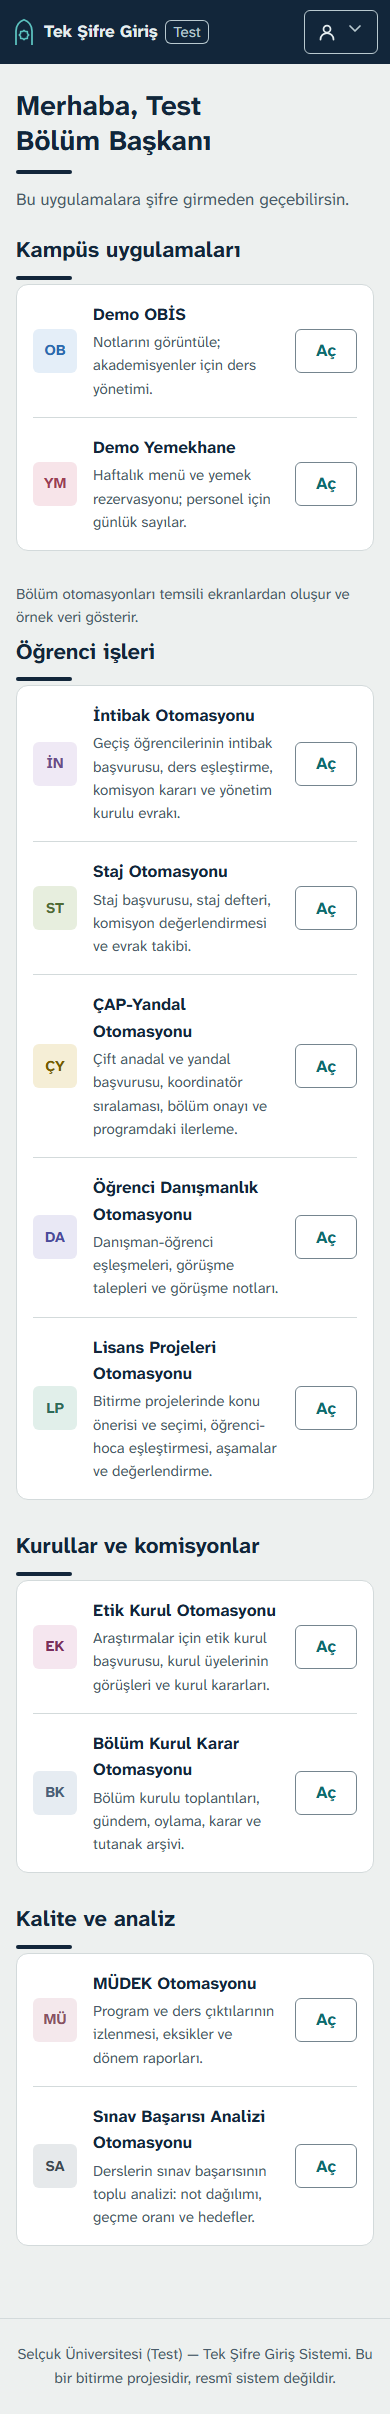 Tek Şifre Giriş Test
Merhaba, Test
Bölüm Başkanı
Bu uygulamalara şifre girmeden geçebilirsin.
Kampüs uygulamaları
OB
Demo OBİS
Notlarını görüntüle;
akademisyenler için ders
yönetimi.
Aç
YM
Demo Yemekhane
Haftalık menü ve yemek
rezervasyonu; personel için
günlük sayılar.
Aç
Bölüm otomasyonları temsili ekranlardan oluşur ve
örnek veri gösterir.
Öğrenci işleri
İN
İntibak Otomasyonu
Geçiş öğrencilerinin intibak
başvurusu, ders eşleştirme,
komisyon kararı ve yönetim
kurulu evrakı.
Aç
ST
Staj Otomasyonu
Staj başvurusu, staj defteri,
komisyon değerlendirmesi
ve evrak takibi.
Aç
ÇY
ÇAP-Yandal
Otomasyonu
Çift anadal ve yandal
başvurusu, koordinatör
sıralaması, bölüm onayı ve
programdaki ilerleme.
Aç
DA
Öğrenci Danışmanlık
Otomasyonu
Danışman-öğrenci
eşleşmeleri, görüşme
talepleri ve görüşme notları.
Aç
LP
Lisans Projeleri
Otomasyonu
Bitirme projelerinde konu
önerisi ve seçimi, öğrenci-
hoca eşleştirmesi, aşamalar
ve değerlendirme.
Aç
Kurullar ve komisyonlar
EK
Etik Kurul Otomasyonu
Araştırmalar için etik kurul
başvurusu, kurul üyelerinin
görüşleri ve kurul kararları.
Aç
BK
Bölüm Kurul Karar
Otomasyonu
Bölüm kurulu toplantıları,
gündem, oylama, karar ve
tutanak arşivi.
Aç
Kalite ve analiz
MÜ
MÜDEK Otomasyonu
Program ve ders çıktılarının
izlenmesi, eksikler ve
dönem raporları.
Aç
SA
Sınav Başarısı Analizi
Otomasyonu
Derslerin sınav başarısının
toplu analizi: not dağılımı,
geçme oranı ve hedefler.
Aç
Selçuk Üniversitesi (Test) — Tek Şifre Giriş Sistemi. Bu
bir bitirme projesidir, resmî sistem değildir.